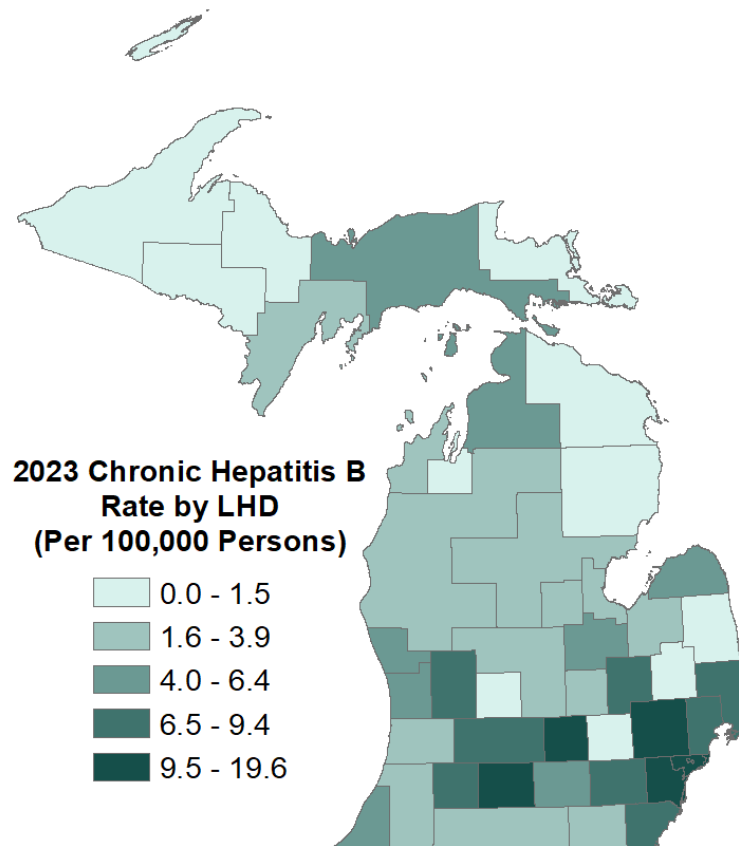 2023 Chronic Hepatitis B
Rate by LHD
(Per 100,000 Persons)
0.0 - 1.5
1.6 - 3.9
4.0 - 6.4
6.5 - 9.4
9.5 - 19.6